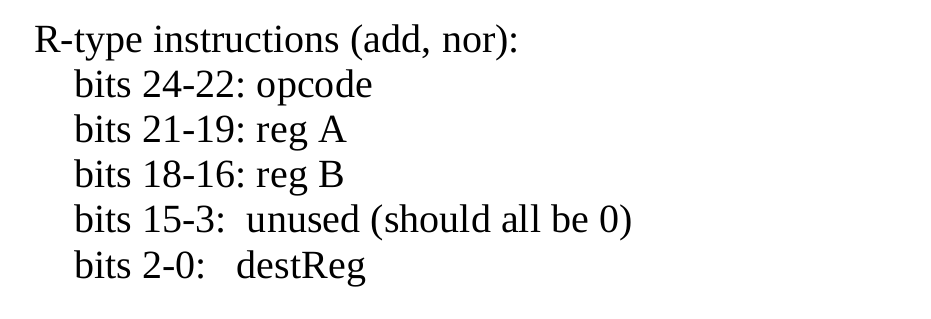 R-type instructions (add, nor):
bits 24-22: opcode
bits 21-19: reg A
bits 18-16: reg B
bits 15-3:  unused (should all be 0)
bits 2-0:   destReg